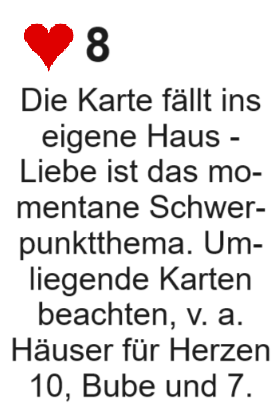 8
Die Karte fällt ins
eigene Haus -
Liebe ist das mo-
mentane Schwer-
punktthema. Um-
liegende Karten
beachten, v. a.
Häuser für Herzen
10, Bube und 7.